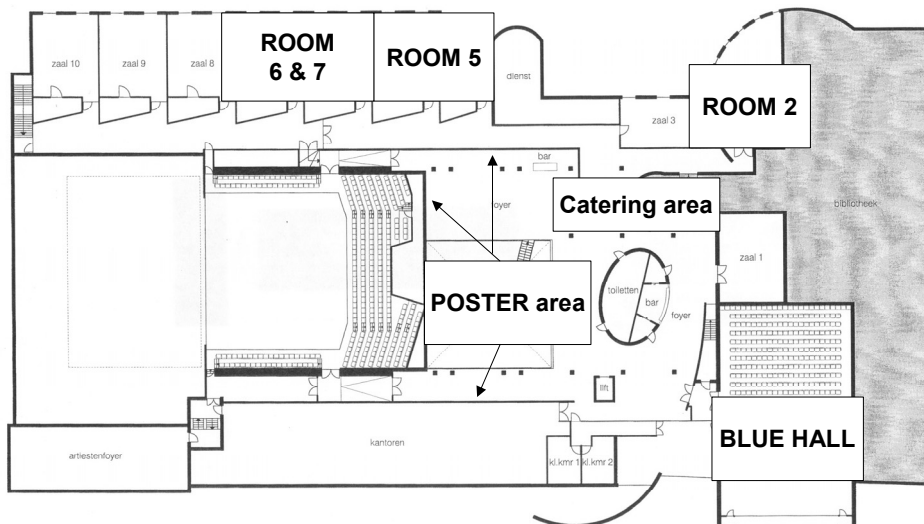 zaal 10
zaal 9
zaal 8
ROOM
6 & 7
ROOM 5
dienst
zaal 3
ROOM 2
bar
foyer
Catering area
bibliotheek
zaal 1
POSTER area
toiletten
bar
foyer
lift
BLUE HALL
kantoren
artiestenfoyer
kl.kmr 1
kl.kmr 2